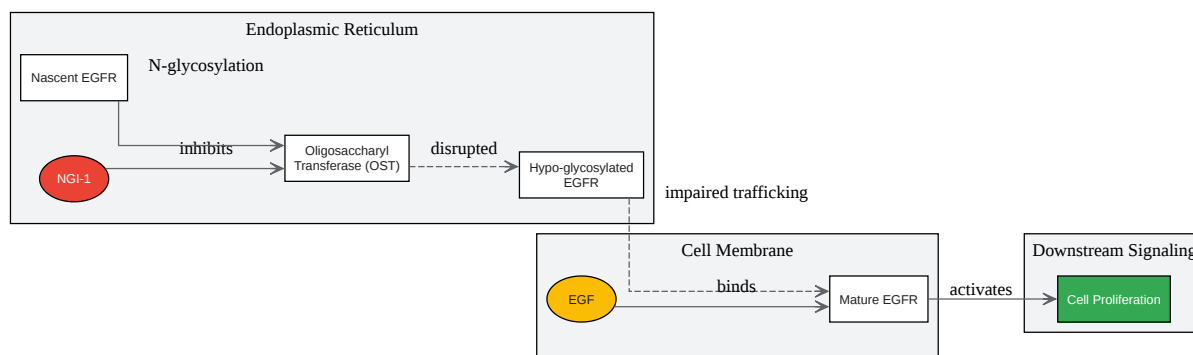 Endoplasmic Reticulum
Nascent EGFR
N-glycosylation
inhibits
Oligosaccharyl
Transferase (OST)
disrupted
NGI-1
Hypo-glycosylated
EGFR
impaired trafficking
Cell Membrane
Downstream Signaling
EGF
binds
Mature EGFR
activates
Cell Proliferation